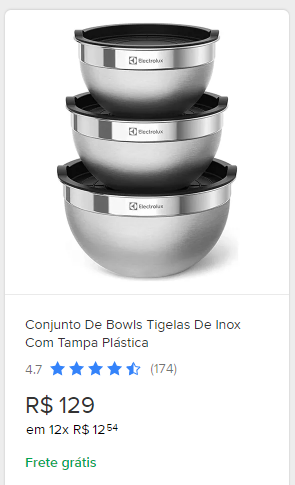 Electrolux
Electrolux
Electrolux
Conjunto De Bowls Tigelas De Inox
Com Tampa Plástica
4.7 (174)
R$ 129
em 12x R$ 12 54
Frete grátis